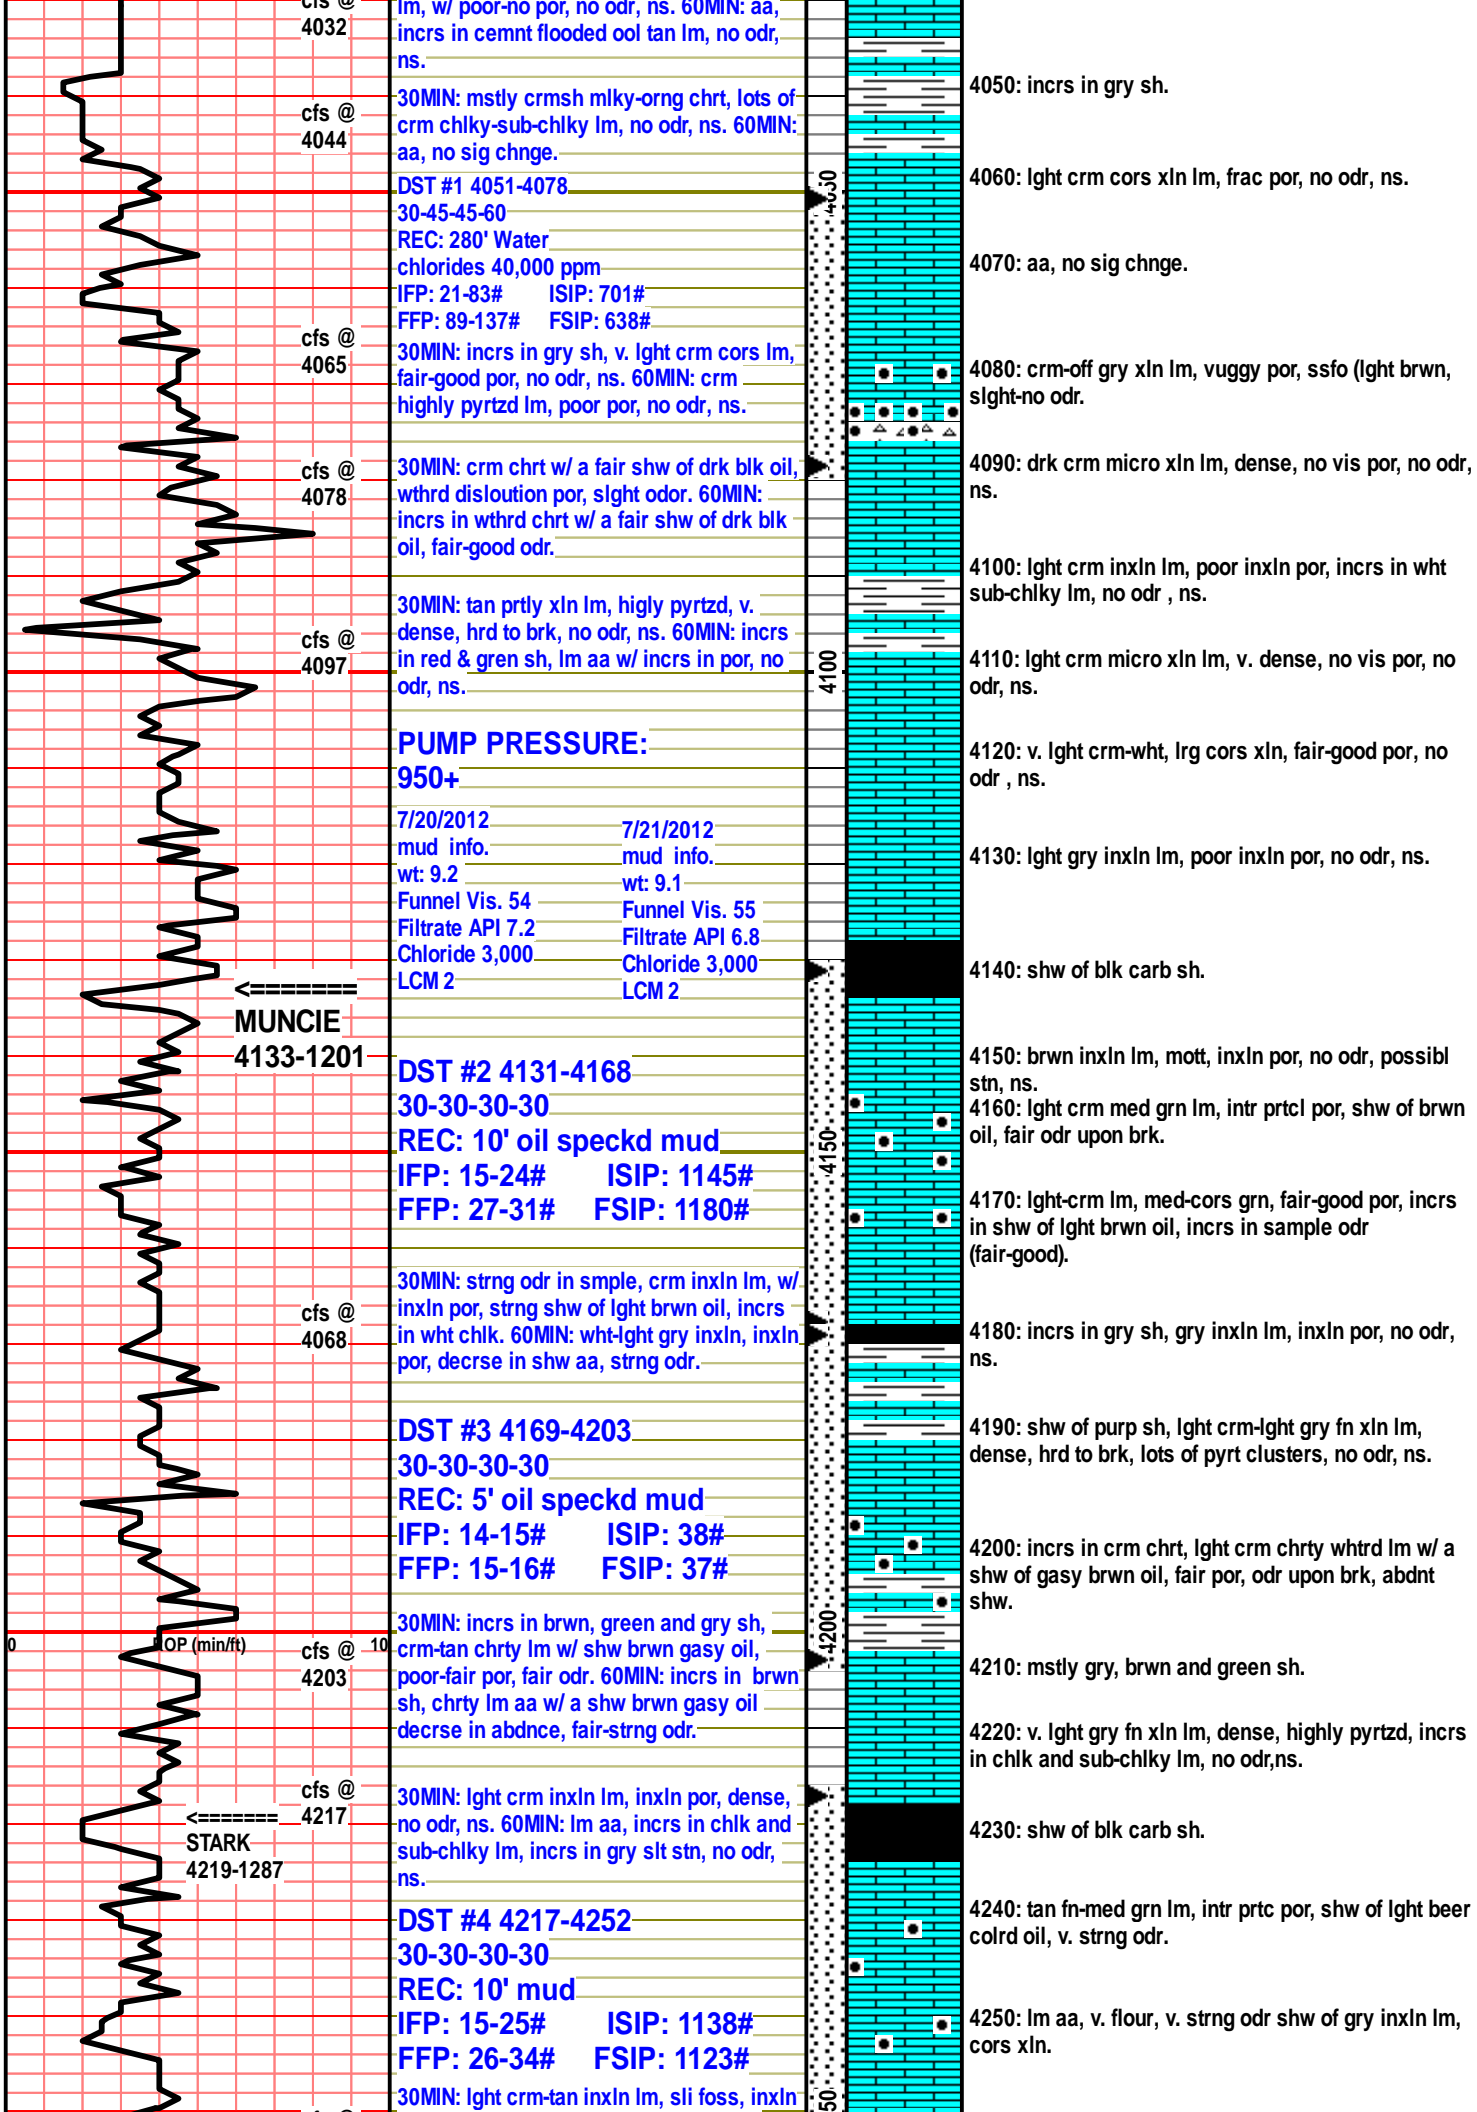 cfs @
4032
lm, w/ poor-no por, no odr, ns. 60MIN: aa,
incrs in cemnt flooded ool tan lm, no odr,
ns.
cfs @
4044
30MIN: mstly crmsh mlky-orng chrt, lots of
crm chlky-sub-chlky lm, no odr, ns. 60MIN:
aa, no sig chnge.
DST #1 4051-4078
30-45-45-60
REC: 280' Water
chlorides 40,000 ppm
IFP: 21-83# ISIP: 701#
FFP: 89-137# FSIP: 638#
cfs @
4065
30MIN: incrs in gry sh, v. lght crm cors lm,
fair-good por, no odr, ns. 60MIN: crm
highly pyrtzd lm, poor por, no odr, ns.
cfs @
4078
30MIN: crm chrt w/ a fair shw of drk blk oil,
wthrd disloution por, slght odor. 60MIN:
incrs in wthrd chrt w/ a fair shw of drk blk
oil, fair-good odr.
cfs @
4097
30MIN: tan prtly xln lm, higly pyrtzd, v.
dense, hrd to brk, no odr, ns. 60MIN: incrs
in red & gren sh, lm aa w/ incrs in por, no
odr, ns.
PUMP PRESSURE:
950+
7/20/2012
mud info.
wt: 9.2
Funnel Vis. 54
Filtrate API 7.2
Chloride 3,000
LCM 2
7/21/2012
mud info.
wt: 9.1
Funnel Vis. 55
Filtrate API 6.8
Chloride 3,000
LCM 2
<=======
MUNCIE
4133-1201
DST #2 4131-4168
30-30-30-30
REC: 10' oil speckd mud
IFP: 15-24# ISIP: 1145#
FFP: 27-31# FSIP: 1180#
cfs @
4068
30MIN: strng odr in smple, crm inxln lm, w/
inxln por, strng shw of lght brwn oil, incrs
in wht chlk. 60MIN: wht-lght gry inxln, inxln
por, decrse in shw aa, strng odr.
DST #3 4169-4203
30-30-30-30
REC: 5' oil speckd mud
IFP: 14-15# ISIP: 38#
FFP: 15-16# FSIP: 37#
0 ROP (min/ft) 10
cfs @
4203
30MIN: incrs in brwn, green and gry sh,
crm-tan chrty lm w/ shw brwn gasy oil,
poor-fair por, fair odr. 60MIN: incrs in brwn
sh, chrty lm aa w/ a shw brwn gasy oil
decrse in abdnce, fair-strng odr.
cfs @
4217
<=======
STARK
4219-1287
30MIN: lght crm inxln lm, inxln por, dense,
no odr, ns. 60MIN: lm aa, incrs in chlk and
sub-chlky lm, incrs in gry slt stn, no odr,
ns.
DST #4 4217-4252
30-30-30-30
REC: 10' mud
IFP: 15-25# ISIP: 1138#
FFP: 26-34# FSIP: 1123#
30MIN: lght crm-tan inxln lm, sli foss, inxln
4100
4150
4200
4050: incrs in gry sh.
4060: lght crm cors xln lm, frac por, no odr, ns.
4070: aa, no sig chnge.
4080: crm-off gry xln lm, vuggy por, ssfo (lght brwn,
slght-no odr.
4090: drk crm micro xln lm, dense, no vis por, no odr,
ns.
4100: lght crm inxln lm, poor inxln por, incrs in wht
sub-chlky lm, no odr , ns.
4110: lght crm micro xln lm, v. dense, no vis por, no
odr, ns.
4120: v. lght crm-wht, lrg cors xln, fair-good por, no
odr , ns.
4130: lght gry inxln lm, poor inxln por, no odr, ns.
4140: shw of blk carb sh.
4150: brwn inxln lm, mott, inxln por, no odr, possibl
stn, ns.
4160: lght crm med grn lm, intr prtcl por, shw of brwn
oil, fair odr upon brk.
4170: lght-crm lm, med-cors grn, fair-good por, incrs
in shw of lght brwn oil, incrs in sample odr
(fair-good).
4180: incrs in gry sh, gry inxln lm, inxln por, no odr,
ns.
4190: shw of purp sh, lght crm-lght gry fn xln lm,
dense, hrd to brk, lots of pyrt clusters, no odr, ns.
4200: incrs in crm chrt, lght crm chrty whtrd lm w/ a
shw of gasy brwn oil, fair por, odr upon brk, abdnt
shw.
4210: mstly gry, brwn and green sh.
4220: v. lght gry fn xln lm, dense, highly pyrtzd, incrs
in chlk and sub-chlky lm, no odr,ns.
4230: shw of blk carb sh.
4240: tan fn-med grn lm, intr prtc por, shw of lght beer
colrd oil, v. strng odr.
4250: lm aa, v. flour, v. strng odr shw of gry inxln lm,
cors xln.